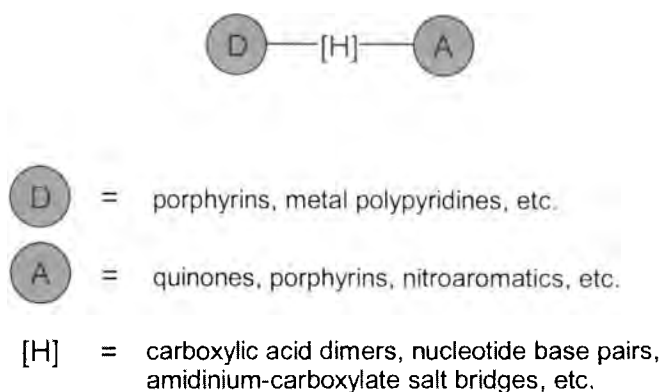 D [H] A
D = porphyrins, metal polypyridines, etc.
A = quinones, porphyrins, nitroaromatics, etc.
[H] = carboxylic acid dimers, nucleotide base pairs,
amidinium-carboxylate salt bridges, etc.